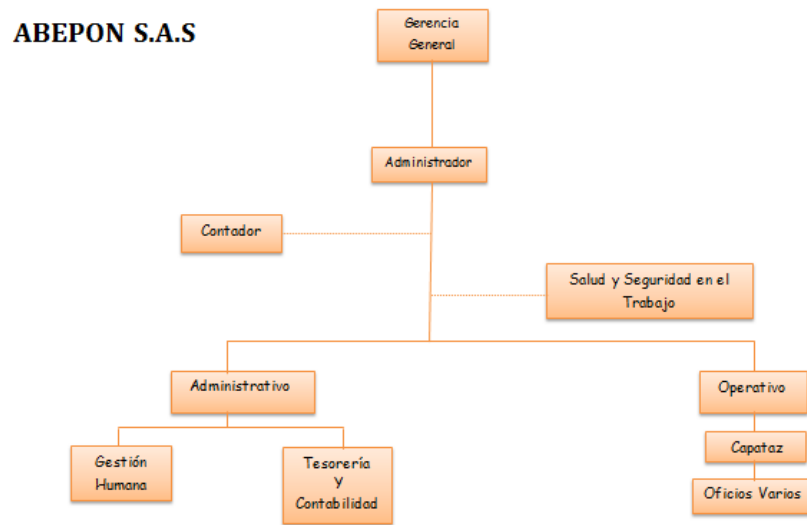 ABEPON S.A.S
Gerencia
General
Administrador
Contador
Salud y Seguridad en el
Trabajo
Administrativo
Operativo
Gestión
Humana
Tesorería
Y
Contabilidad
Capataz
Oficios Varios